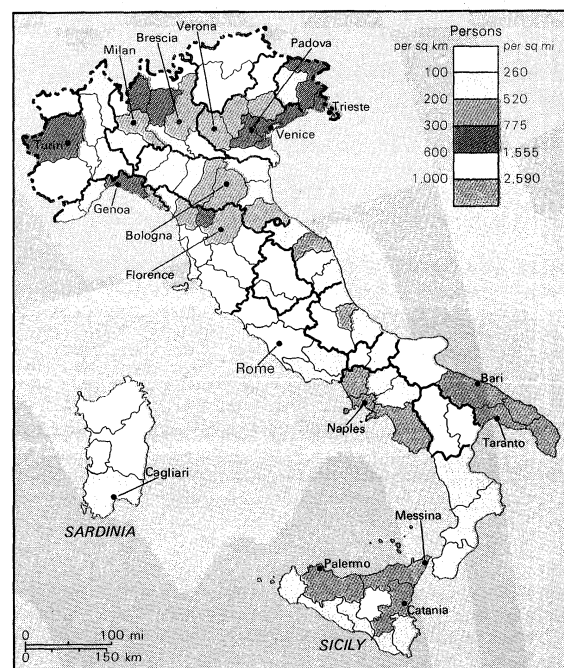 Persons
per sq km per sq mi
100 260
200 520
300 775
600 1,555
1,000 2,590
Verona
Brescia
Padova
Milan
Trieste
Venice
Turin
Genoa
Bologna
Florence
Rome
Bari
Naples
Taranto
Cagliari
SARDINIA
Messina
Palermo
Catania
SICILY
0 100 mi
0 150 km